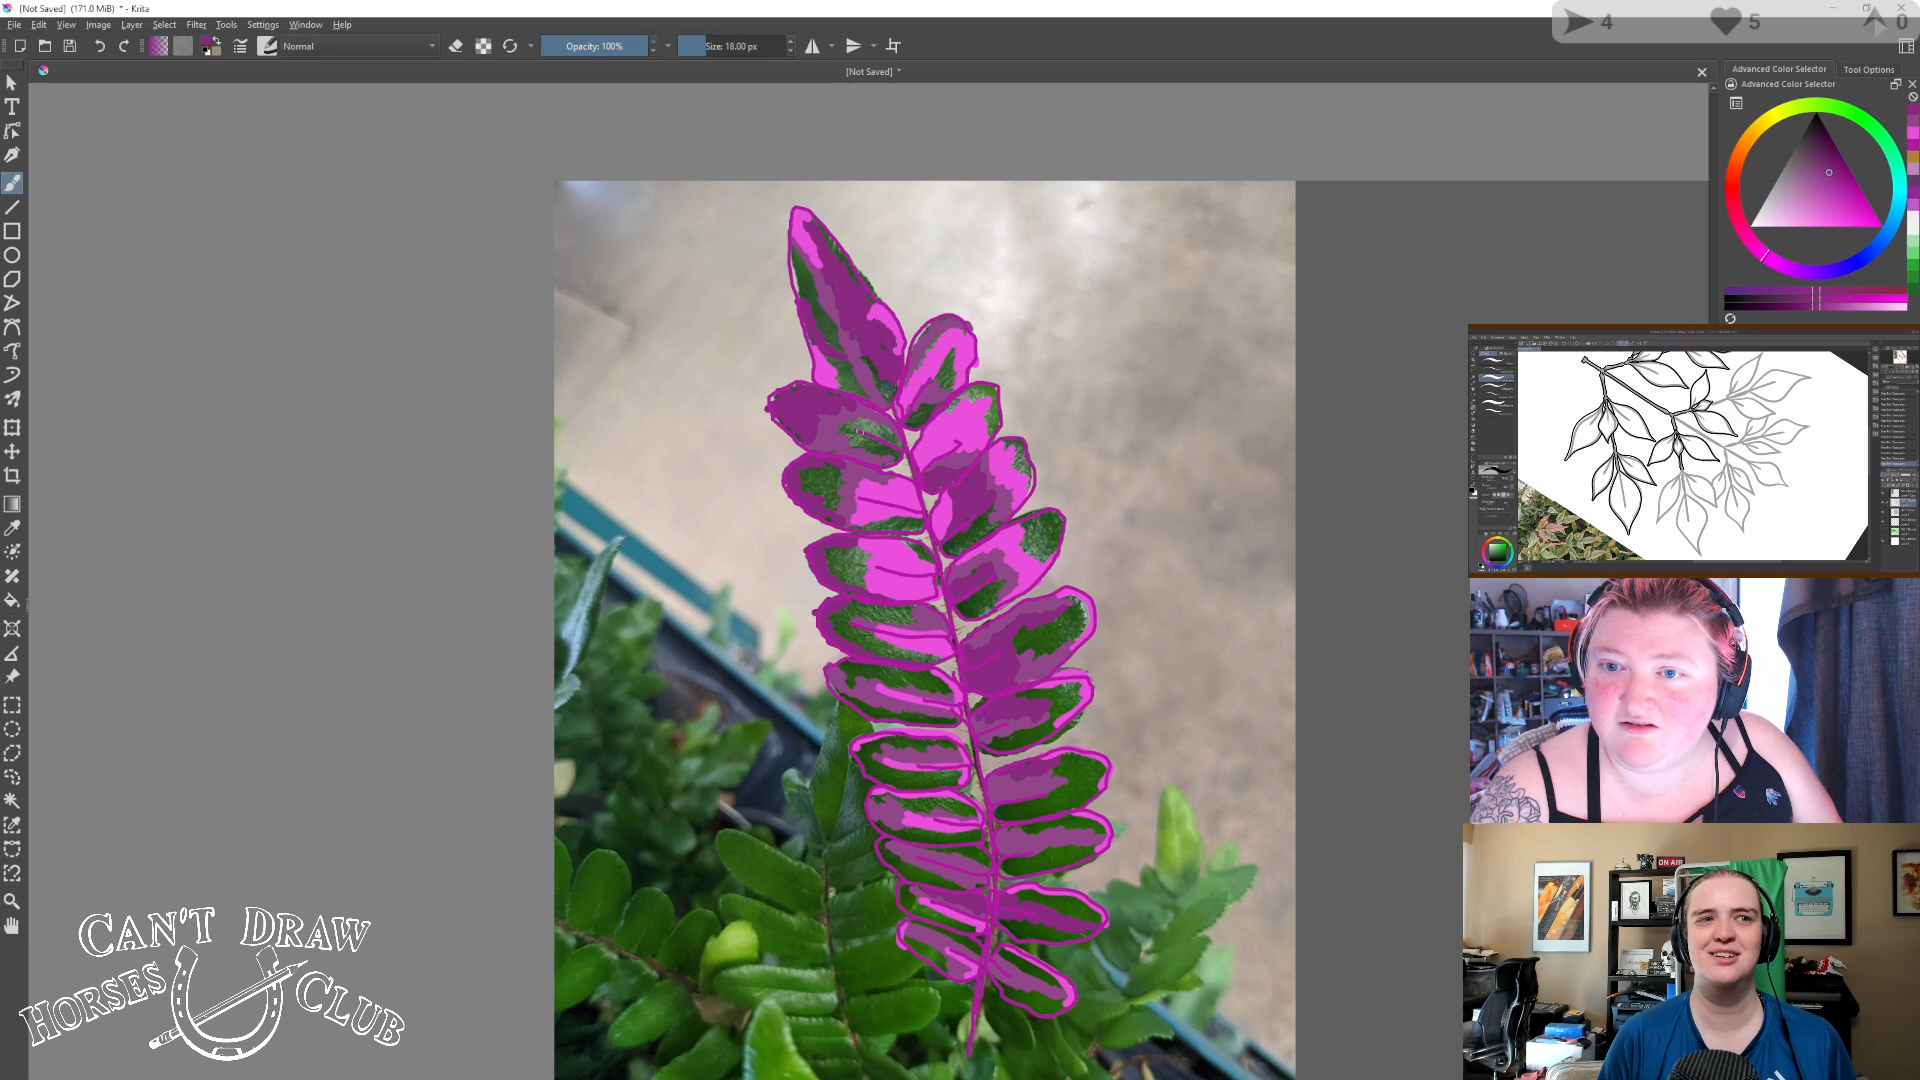 [Not Saved] (171.0 MiB) * - Krita
File Edit View Image Layer Select Filter Tools Settings Window Help
Normal
Opacity: 100%
Size: 18.00 px
4
5
0
[Not Saved] *
Advanced Color Selector
Tool Options
Advanced Color Selector
ON AIR
CAN'T DRAW
HORSES CLUB